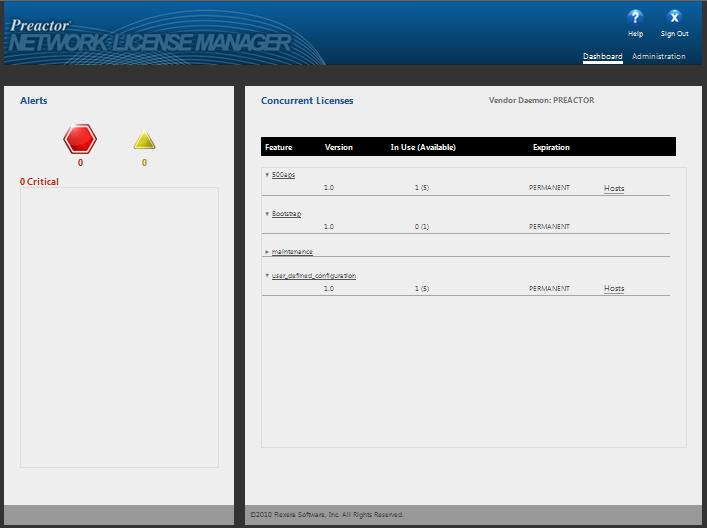 Preactor
NETWORK LICENSE MANAGER
Help
Sign Out
Dashboard
Administration
Alerts
0
0
0 Critical
Concurrent Licenses
Vendor Daemon: PREACTOR
Feature Version In Use (Available) Expiration
500aps
1.0 1 (5) PERMANENT Hosts
Bootstrap
1.0 0 (1) PERMANENT
maintenance
user_defined_configuration
1.0 1 (5) PERMANENT Hosts
©2010 Flexera Software, Inc. All Rights Reserved.